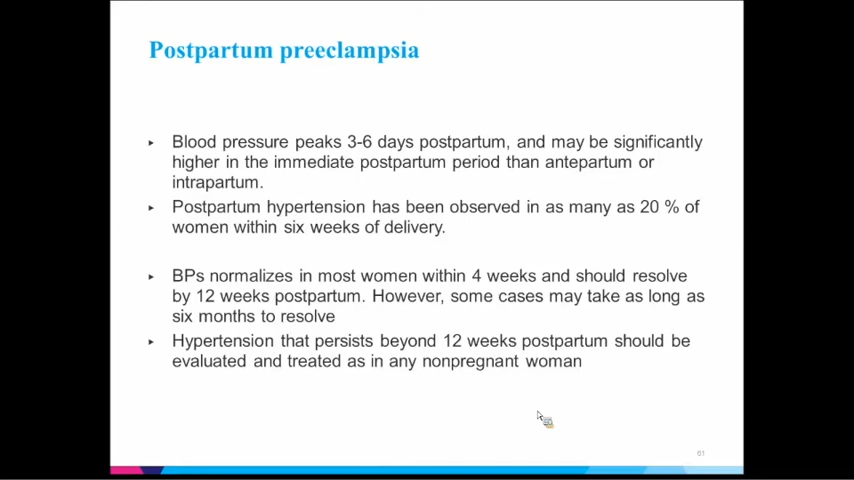 Postpartum preeclampsia
▸ Blood pressure peaks 3-6 days postpartum, and may be significantly
higher in the immediate postpartum period than antepartum or
intrapartum.
▸ Postpartum hypertension has been observed in as many as 20 % of
women within six weeks of delivery.
▸ BPs normalizes in most women within 4 weeks and should resolve
by 12 weeks postpartum. However, some cases may take as long as
six months to resolve
▸ Hypertension that persists beyond 12 weeks postpartum should be
evaluated and treated as in any nonpregnant woman
61